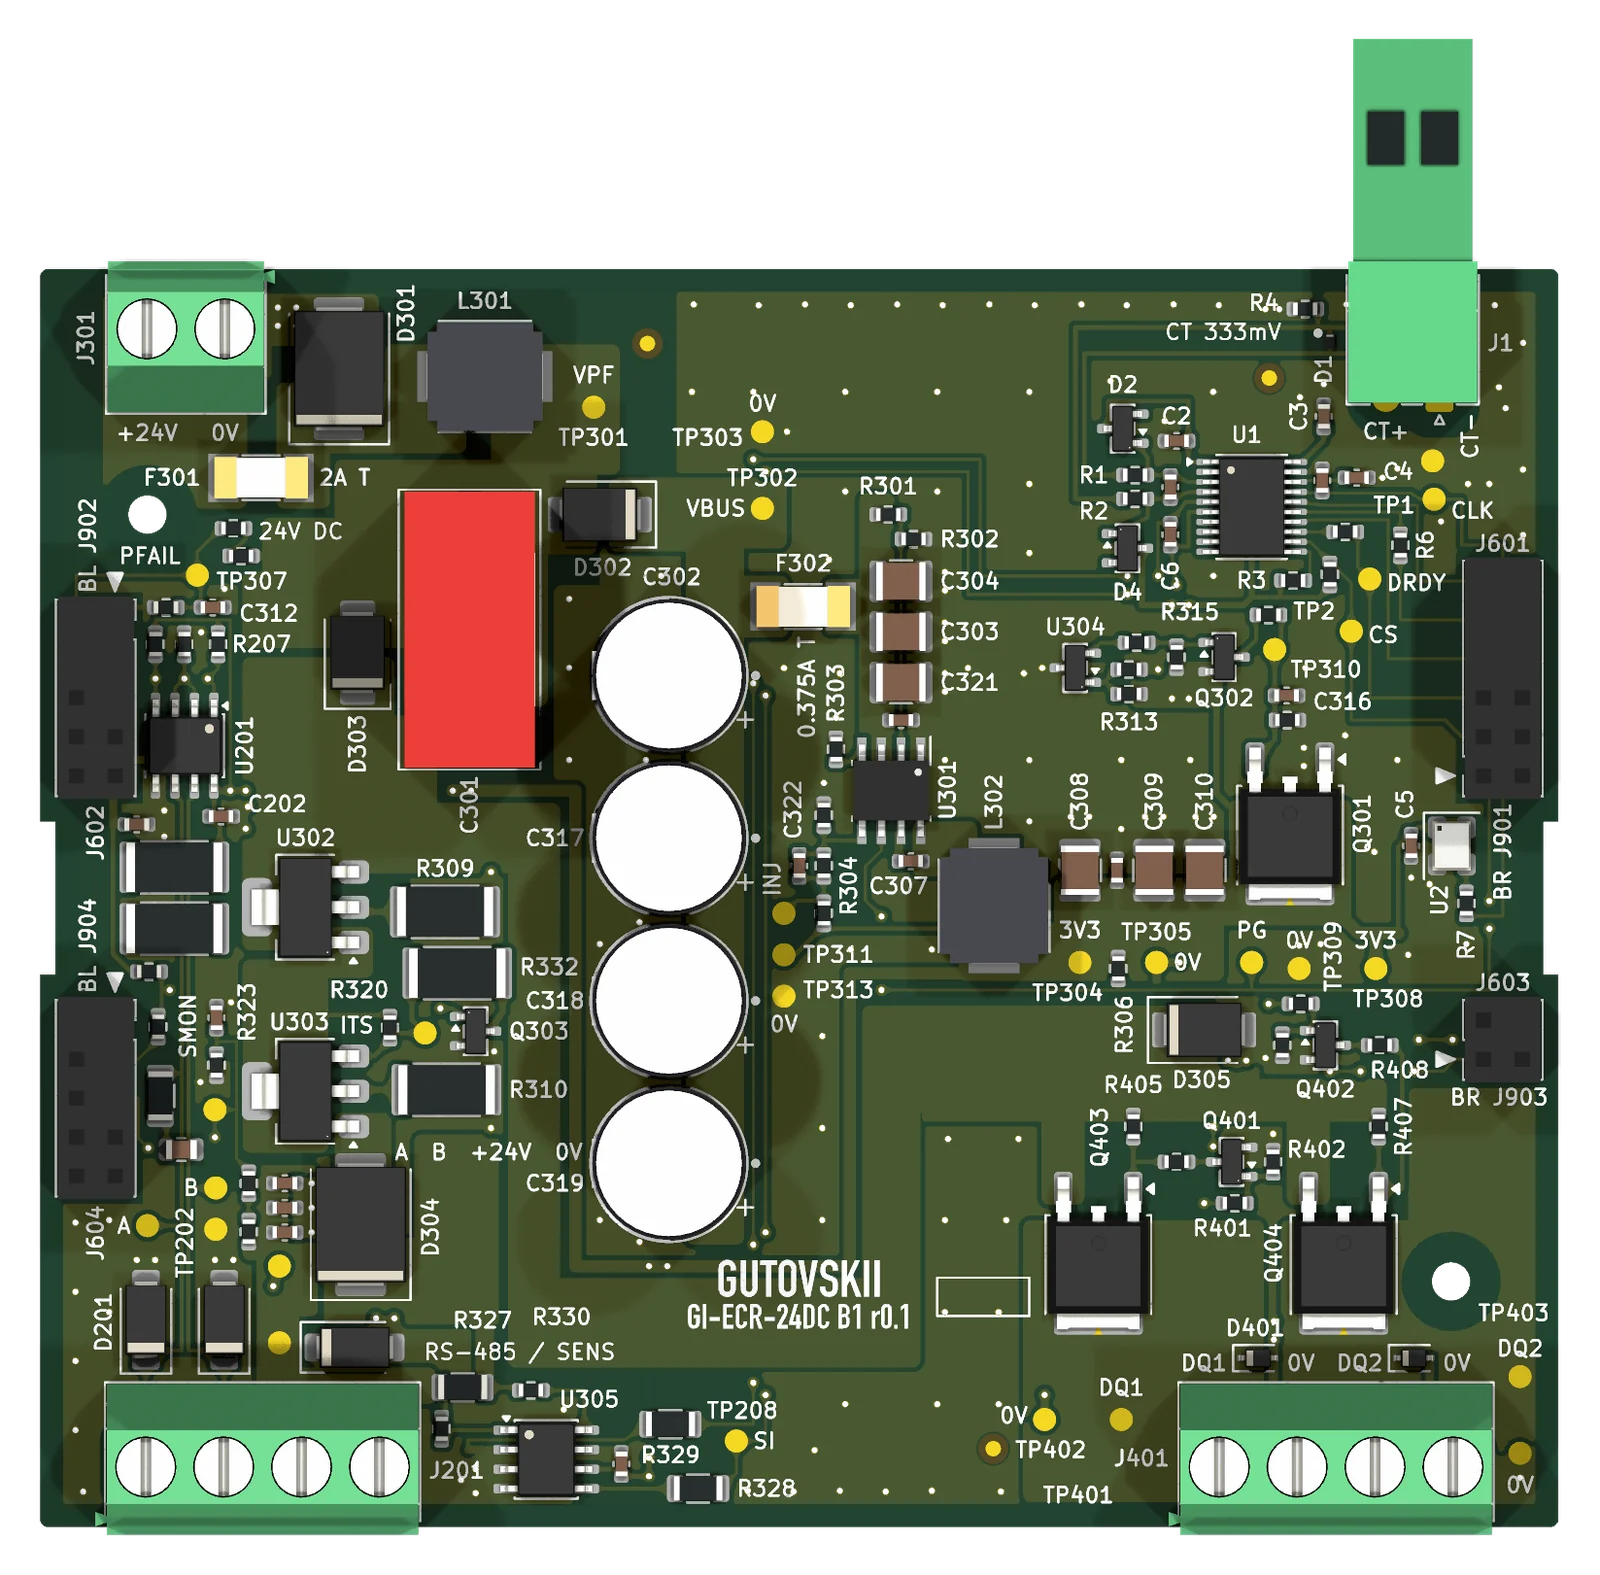 L301
D301
J301
R4
CT 333mV
J1
D1
VPF
TP301
D2
0V
TP303
C2
C3
U1
CT+
CT-
+24V 0V
F301
2A T
TP302
VBUS
R301
R1
R2
C4
TP1
CLK
R6
BL J902
PFAIL
24V DC
TP307
D302
C302
F302
R302
C304
D4
C6
R3
J601
DRDY
C312
R207
C303
R315
TP2
CS
U304
TP310
C321
0.375A T
R303
Q302
R313
C316
U201
D303
C301
U301
L302
C308
C309
C310
Q301
C5
BR J901
C202
J602
U302
C317
C322
INJ
R304
C307
U2
R7
R309
BL J904
3V3
TP305
0V
PG
0V
TP309
3V3
TP311
R332
C318
TP313
0V
TP304
TP308
J603
R320
R323
SMON
U303
ITS
Q303
R306
D305
Q402
R408
BR J903
R310
R405
Q403
Q401
R402
R407
A B +24V 0V
C319
B
A
TP202
J604
D304
R401
Q404
GUTOVSKII
GI-ECR-24DC B1 r0.1
D201
R327
R330
RS-485 / SENS
TP403
DQ2
D401
DQ1 0V
DQ2 0V
U305
TP208
SI
R329
R328
J201
DQ1
0V
TP402
J401
TP401
0V